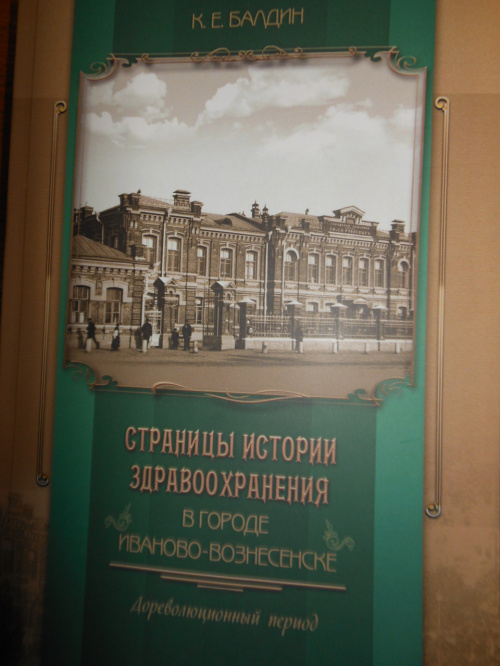 К. Е. БАЛДИН
СТРАНИЦЫ ИСТОРИИ
ЗДРАВООХРАНЕНИЯ
В ГОРОДЕ
ИВАНОВО-ВОЗНЕСЕНСКЕ
Дореволюционный период